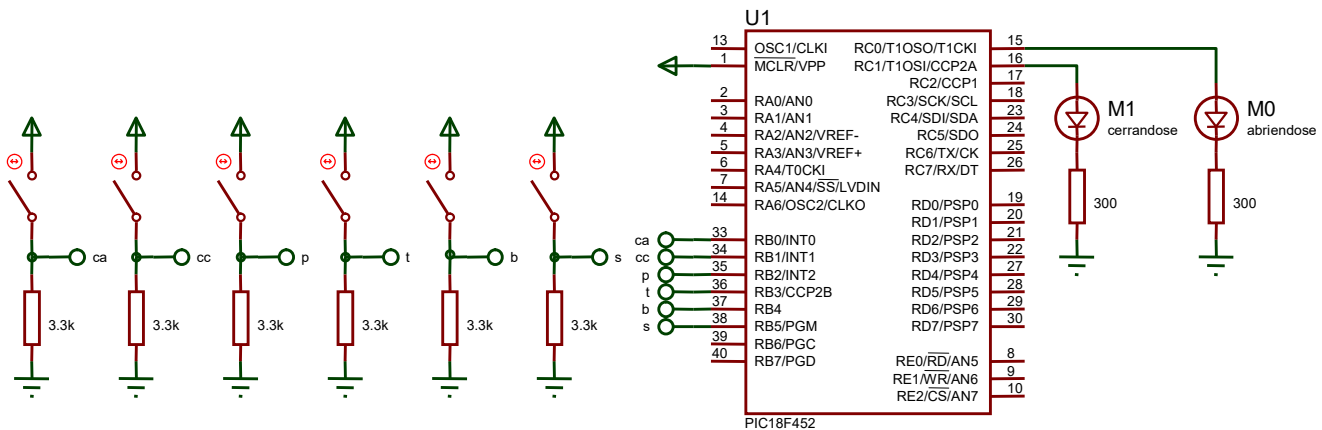 U1
13 OSC1/CLKI
1 MCLR/VPP
2 RA0/AN0
3 RA1/AN1
4 RA2/AN2/VREF-
5 RA3/AN3/VREF+
6 RA4/T0CKI
7 RA5/AN4/SS/LVDIN
14 RA6/OSC2/CLKO
ca 33 RB0/INT0
cc 34 RB1/INT1
p 35 RB2/INT2
t 36 RB3/CCP2B
b 37 RB4
s 38 RB5/PGM
39 RB6/PGC
40 RB7/PGD
RC0/T1OSO/T1CKI 15
RC1/T1OSI/CCP2A 16
RC2/CCP1 17
RC3/SCK/SCL 18
RC4/SDI/SDA 23
RC5/SDO 24
RC6/TX/CK 25
RC7/RX/DT 26
RD0/PSP0 19
RD1/PSP1 20
RD2/PSP2 21
RD3/PSP3 22
RD4/PSP4 27
RD5/PSP5 28
RD6/PSP6 29
RD7/PSP7 30
RE0/RD/AN5 8
RE1/WR/AN6 9
RE2/CS/AN7 10
PIC18F452
M1
cerrandose
300
M0
abriendose
300
ca
cc
p
t
b
s
3.3k
3.3k
3.3k
3.3k
3.3k
3.3k